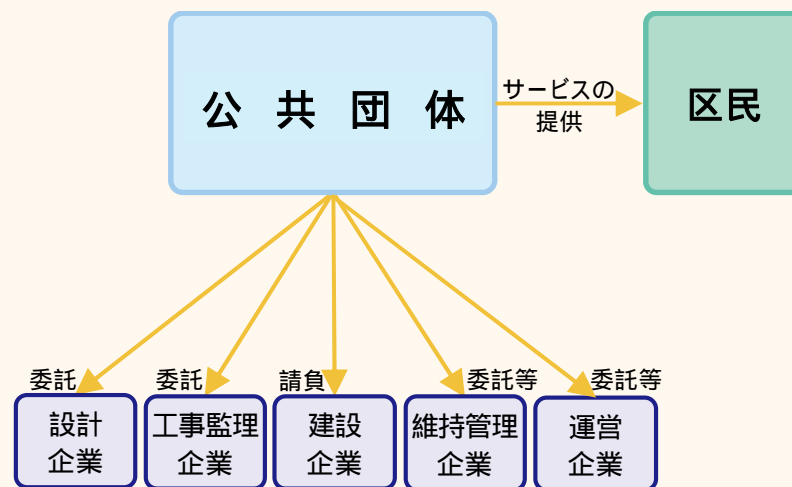 公共団体
サービスの
提供
区民
委託
委託
請負
委託等
委託等
設計
企業
工事監理
企業
建設
企業
維持管理
企業
運営
企業